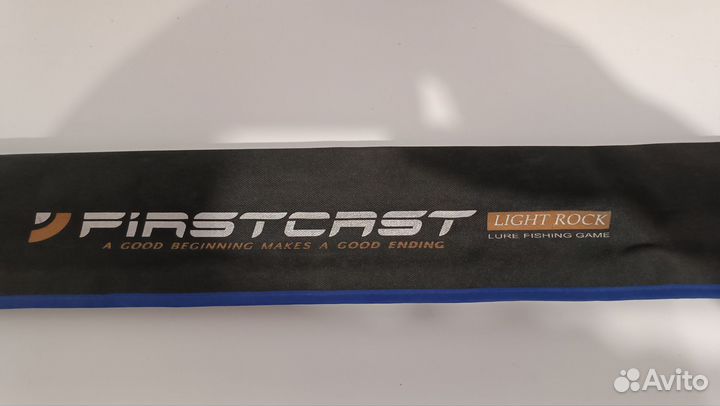 FIRSTCAST
LIGHT ROCK
A GOOD BEGINNING MAKES A GOOD ENDING
LURE FISHING GAME
Avito